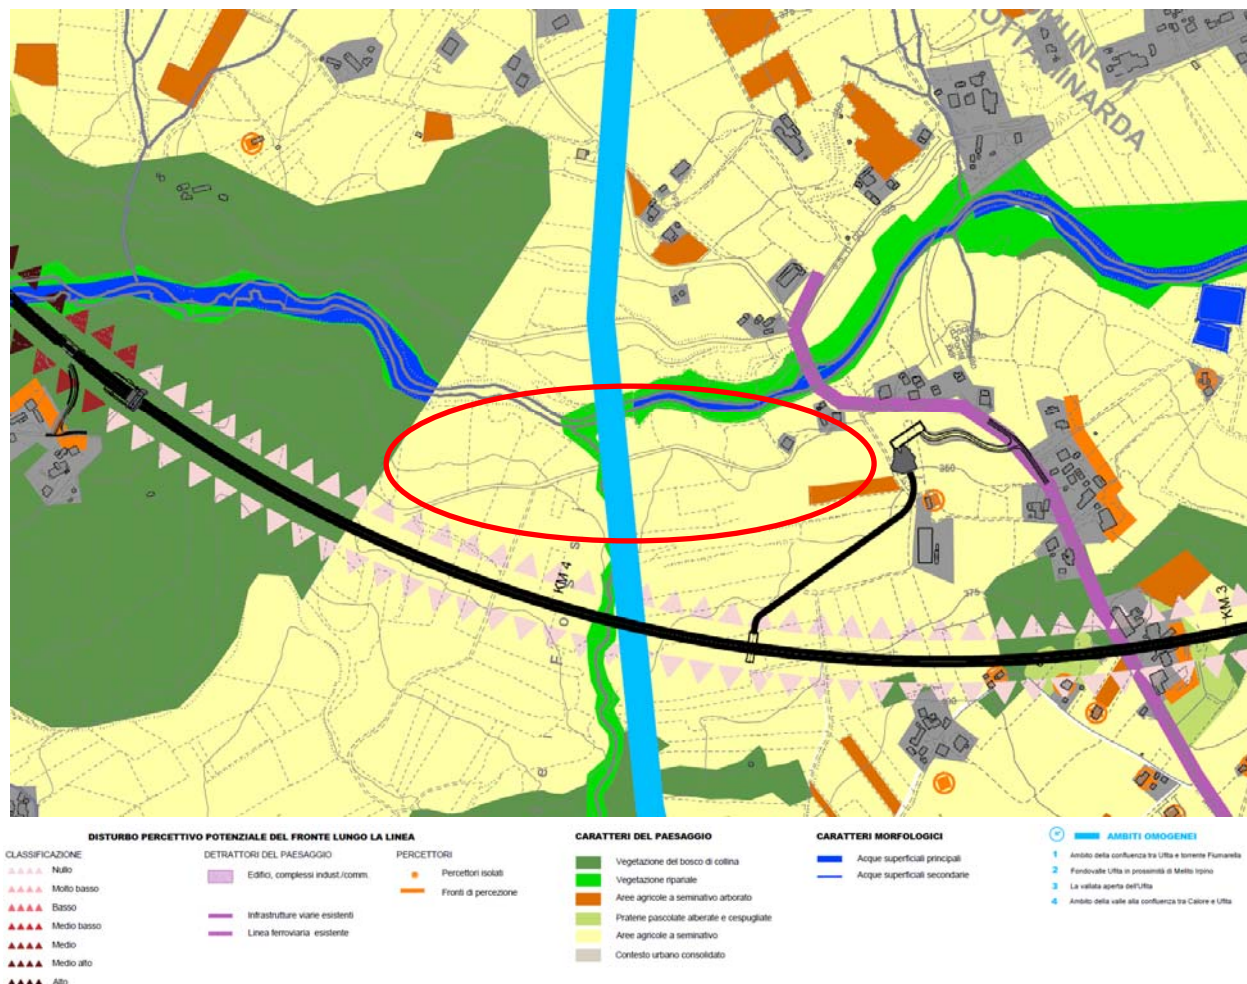 COMUNE DI
GROTTAMINARDA
360
375
KM 4
KM 3
F o s s
e i
DISTURBO PERCETTIVO POTENZIALE DEL FRONTE LUNGO LA LINEA
CLASSIFICAZIONE
Nullo
Molto basso
Basso
Medio basso
Medio
Medio alto
Alto
DETRATTORI DEL PAESAGGIO
Edifici, complessi indust./comm.
Infrastrutture viarie esistenti
Linea ferroviaria esistente
PERCETTORI
Percettori isolati
Fronti di percezione
CARATTERI DEL PAESAGGIO
Vegetazione del bosco di collina
Vegetazione ripariale
Aree agricole a seminativo arborato
Praterie pascolate alberate e cespugliate
Aree agricole a seminativo
Contesto urbano consolidato
CARATTERI MORFOLOGICI
Acque superficiali principali
Acque superficiali secondarie
AMBITI OMOGENEI
1 Ambito della confluenza tra Ufita e torrente Fiumarella
2 Fondovalle Ufita in prossimità di Melito Irpino
3 La vallata aperta dell'Ufita
4 Ambito della valle alla confluenza tra Calore e Ufita